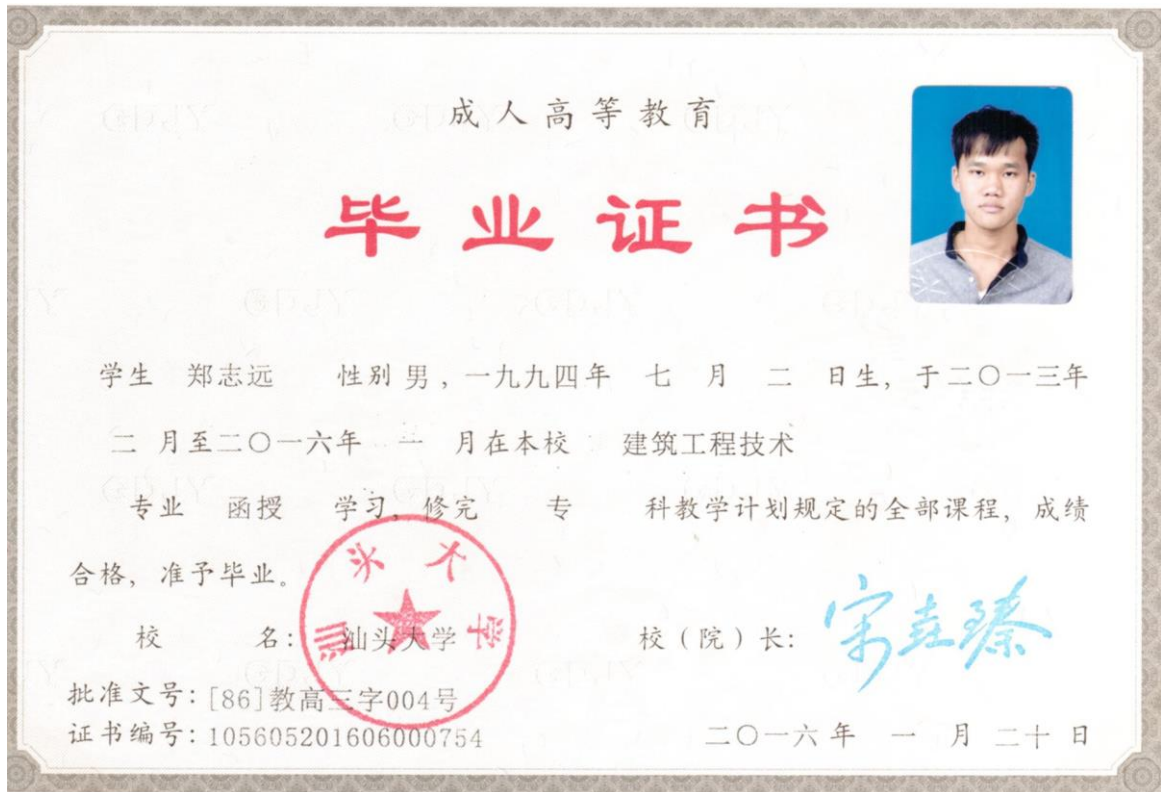 成人高等教育
毕业证书
学生 郑志远 性别 男，一九九四年 七 月 二 日生，于二〇一三年
二 月至二〇一六年 一 月在本校 建筑工程技术
专业 函授 学习，修完 专 科教学计划规定的全部课程，成绩
合格，准予毕业。
校 名：汕头大学 校（院）长：
批准文号：[86]教高三字004号
证书编号：105605201606000754 二〇一六年 一 月 二十 日
汕头大学